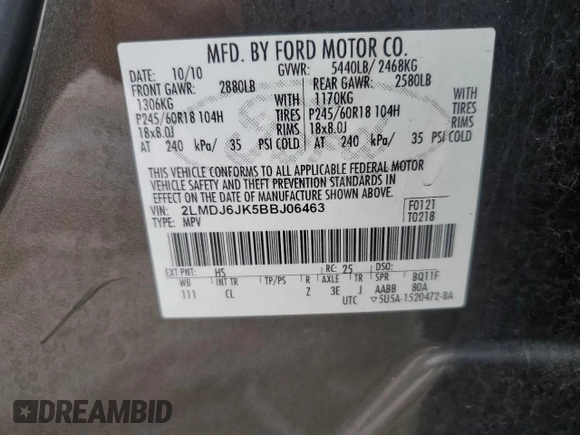 MFD. BY FORD MOTOR CO.
DATE: 10/10 GVWR: 5440LB/ 2468KG
FRONT GAWR: 2880LB REAR GAWR: 2580LB
1306KG WITH 1170KG WITH
P245/60R18 104H TIRES P245/60R18 104H TIRES
18x8.0J RIMS 18x8.0J RIMS
AT 240 kPa/ 35 PSI COLD AT 240 kPa/ 35 PSI COLD
THIS VEHICLE CONFORMS TO ALL APPLICABLE FEDERAL MOTOR
VEHICLE SAFETY AND THEFT PREVENTION STANDARDS IN
EFFECT ON THE DATE OF MANUFACTURE SHOWN ABOVE.
VIN: 2LMDJ6JK5BBJ06463 F0121
TYPE: MPV T0218
EXT PNT: HS RC: 25 DSO:
WB INT TR TP/PS R AXLE TR SPR BQ11F
111 CL Z 3E J AABB 80A
UTC ▽5U5A-1520472-BA
DREAMBID